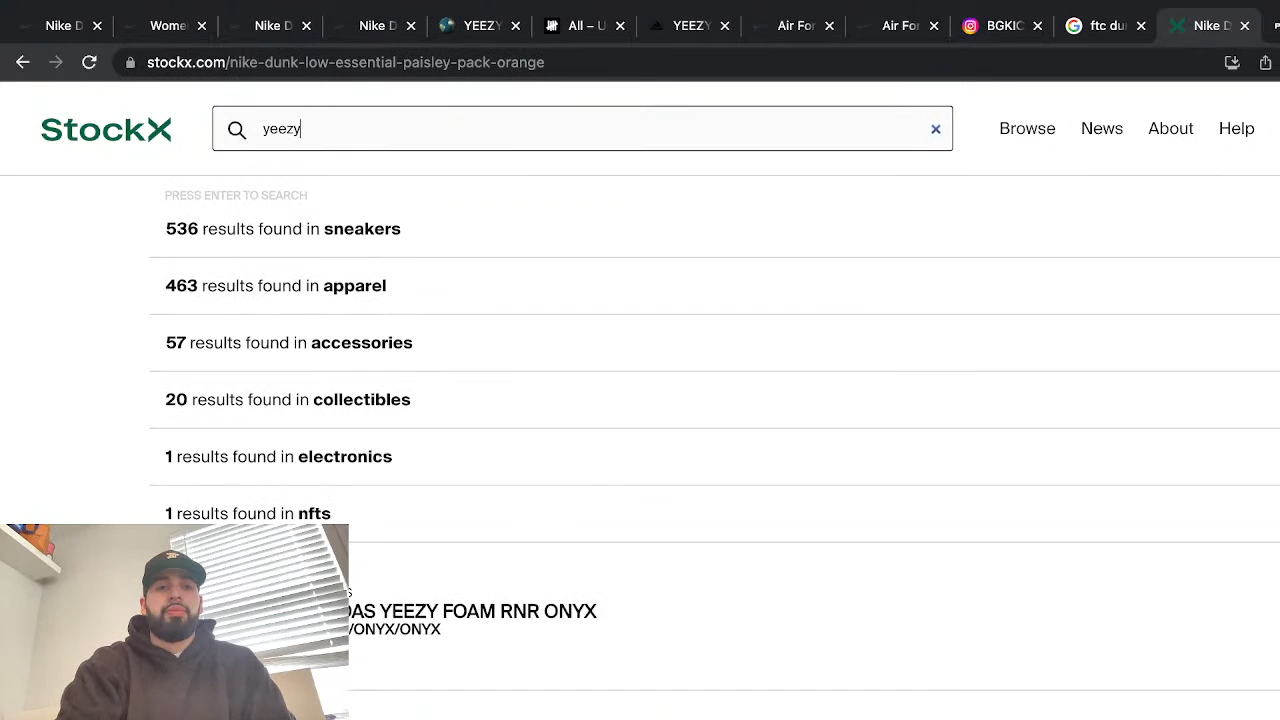 Nike D
Wome
Nike D
Nike D
YEEZY
All – U
YEEZY
Air For
Air For
BGKIC
ftc du
Nike D
stockx.com/nike-dunk-low-essential-paisley-pack-orange
StockX
yeezy
Browse
News
About
Help
PRESS ENTER TO SEARCH
536 results found in sneakers
463 results found in apparel
57 results found in accessories
20 results found in collectibles
1 results found in electronics
1 results found in nfts
DAS YEEZY FOAM RNR ONYX
/ONYX/ONYX